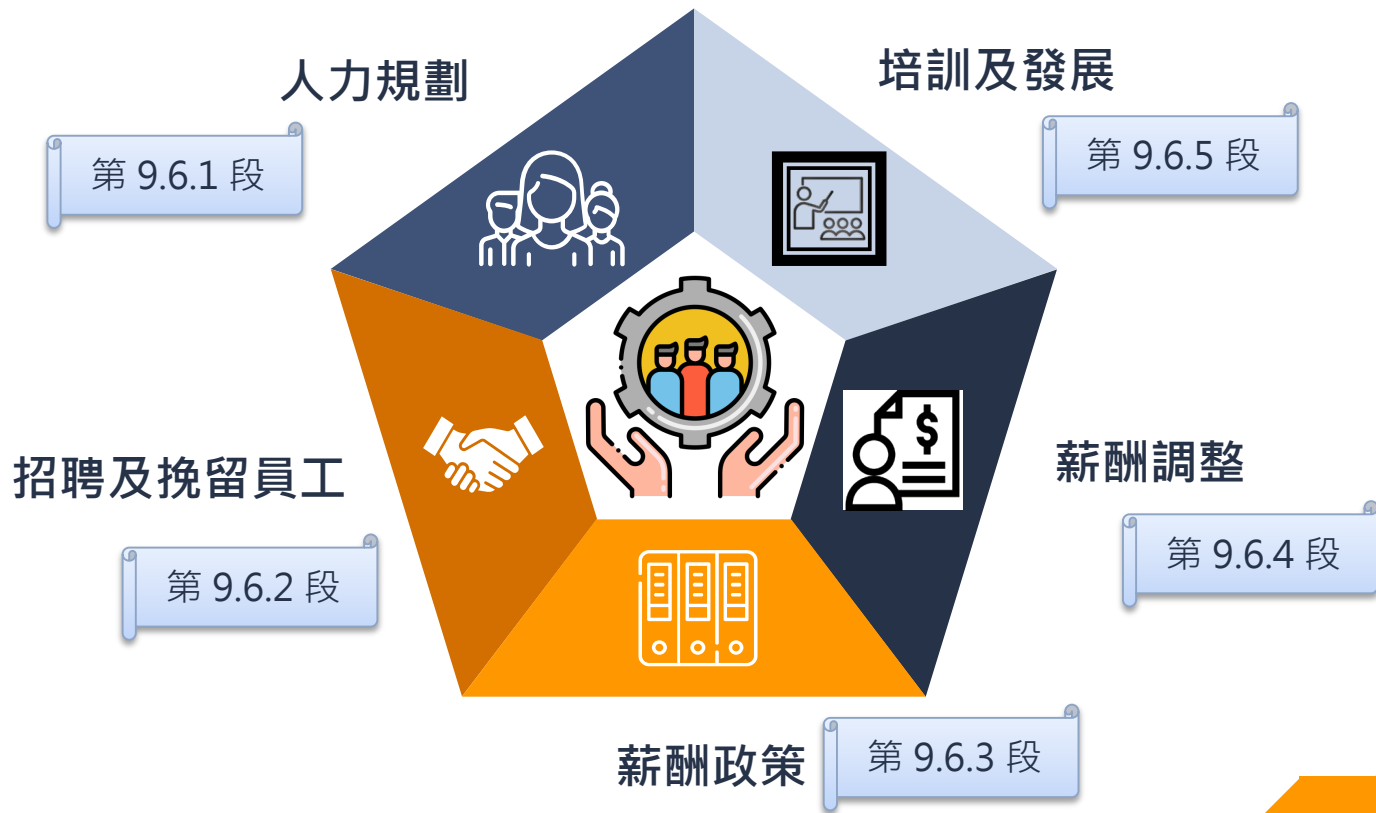 人力規劃
第 9.6.1 段
培訓及發展
第 9.6.5 段
招聘及挽留員工
第 9.6.2 段
薪酬調整
第 9.6.4 段
薪酬政策
第 9.6.3 段
$